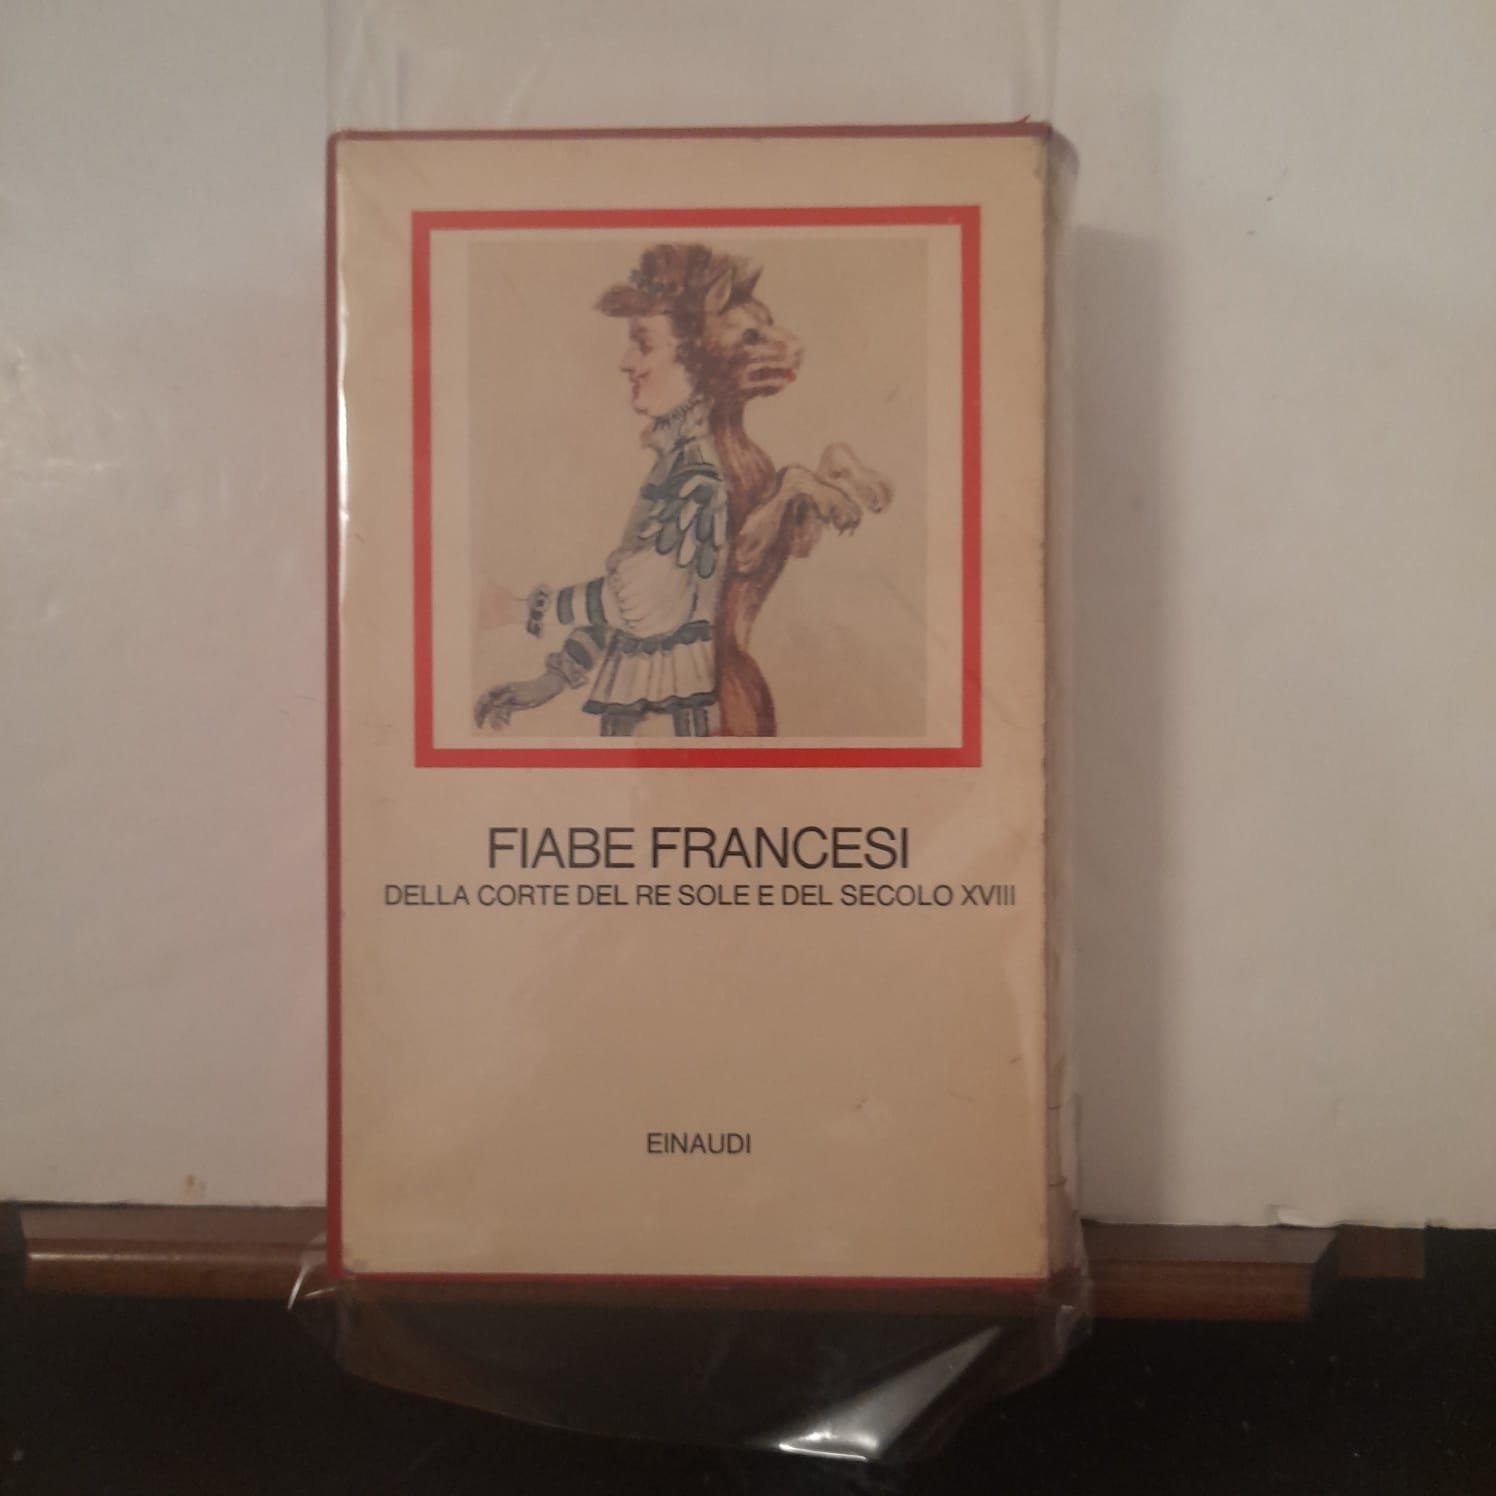 FIABE FRANCESI
DELLA CORTE DEL RE SOLE E DEL SECOLO XVIII
EINAUDI